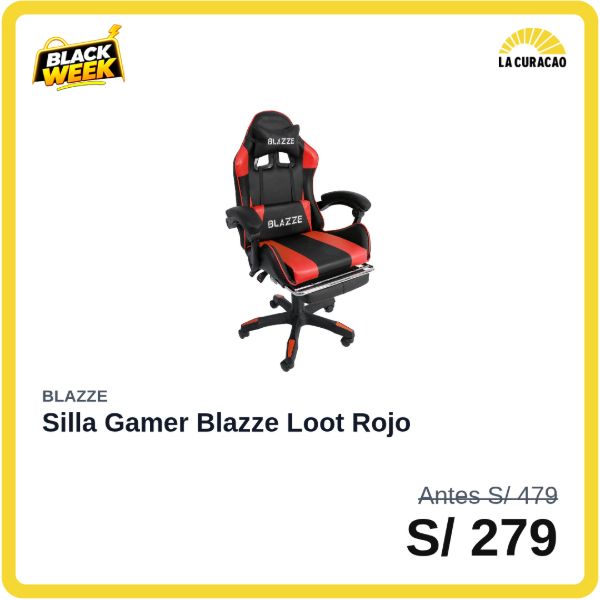 BLACK
WEEK
LA CURACAO
BLAZZE
BLAZZE
BLAZZE
Silla Gamer Blazze Loot Rojo
Antes S/ 479
S/ 279